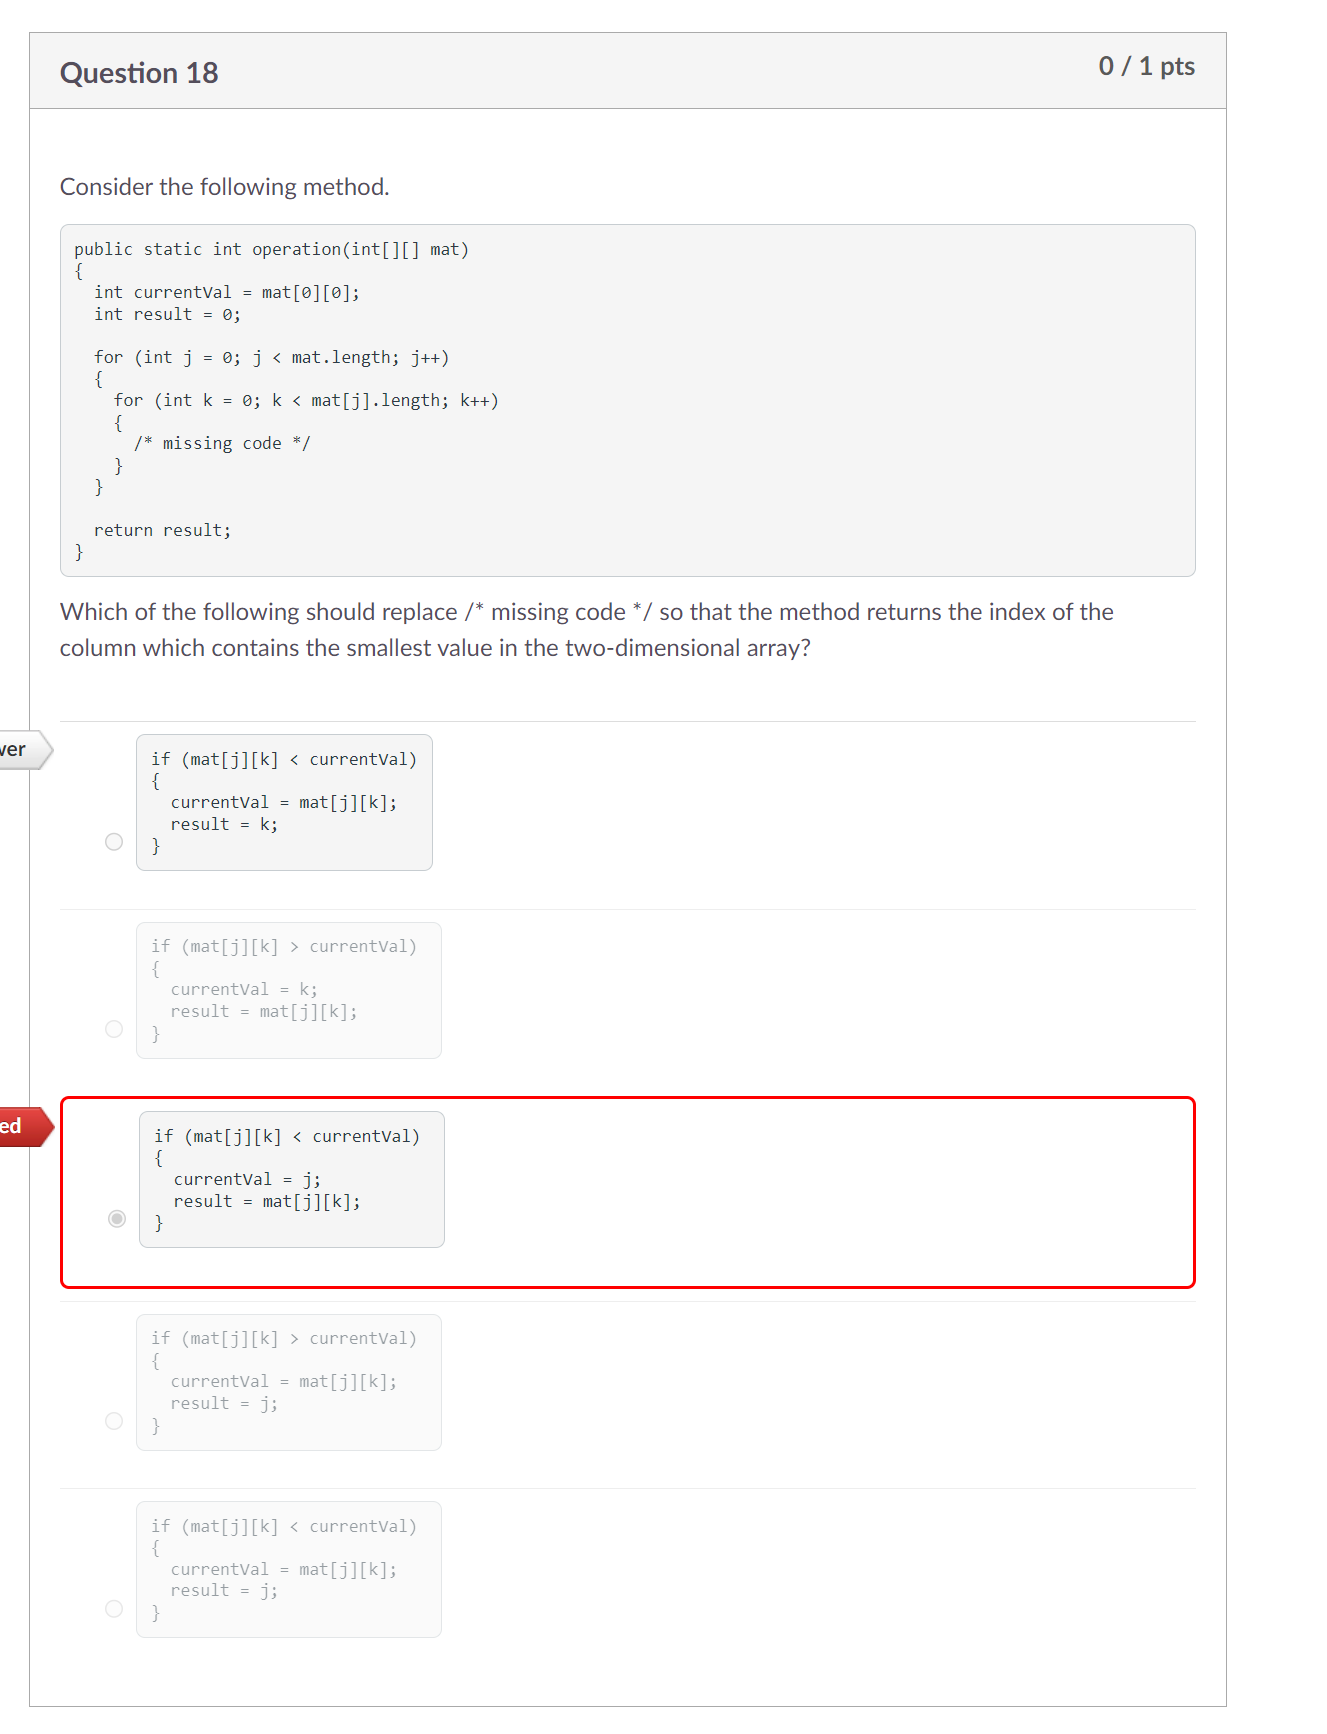 Question 18
0 / 1 pts
Consider the following method.
public static int operation(int[][] mat)
{
  int currentVal = mat[0][0];
  int result = 0;
  for (int j = 0; j < mat.length; j++)
  {
    for (int k = 0; k < mat[j].length; k++)
    {
      /* missing code */
    }
  }
  return result;
}
Which of the following should replace /* missing code */ so that the method returns the index of the
column which contains the smallest value in the two-dimensional array?
ver
if (mat[j][k] < currentVal)
{
  currentVal = mat[j][k];
  result = k;
}
if (mat[j][k] > currentVal)
{
  currentVal = k;
  result = mat[j][k];
}
ed
if (mat[j][k] < currentVal)
{
  currentVal = j;
  result = mat[j][k];
}
if (mat[j][k] > currentVal)
{
  currentVal = mat[j][k];
  result = j;
}
if (mat[j][k] < currentVal)
{
  currentVal = mat[j][k];
  result = j;
}